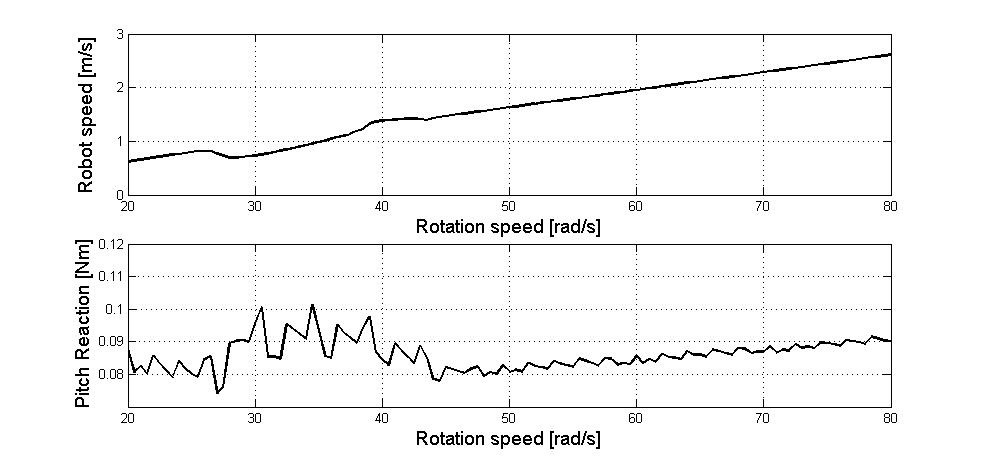 Robot speed [m/s]
3
2
1
0
20 30 40 50 60 70 80
Rotation speed [rad/s]
Pitch Reaction [Nm]
0.12
0.11
0.1
0.09
0.08
20 30 40 50 60 70 80
Rotation speed [rad/s]